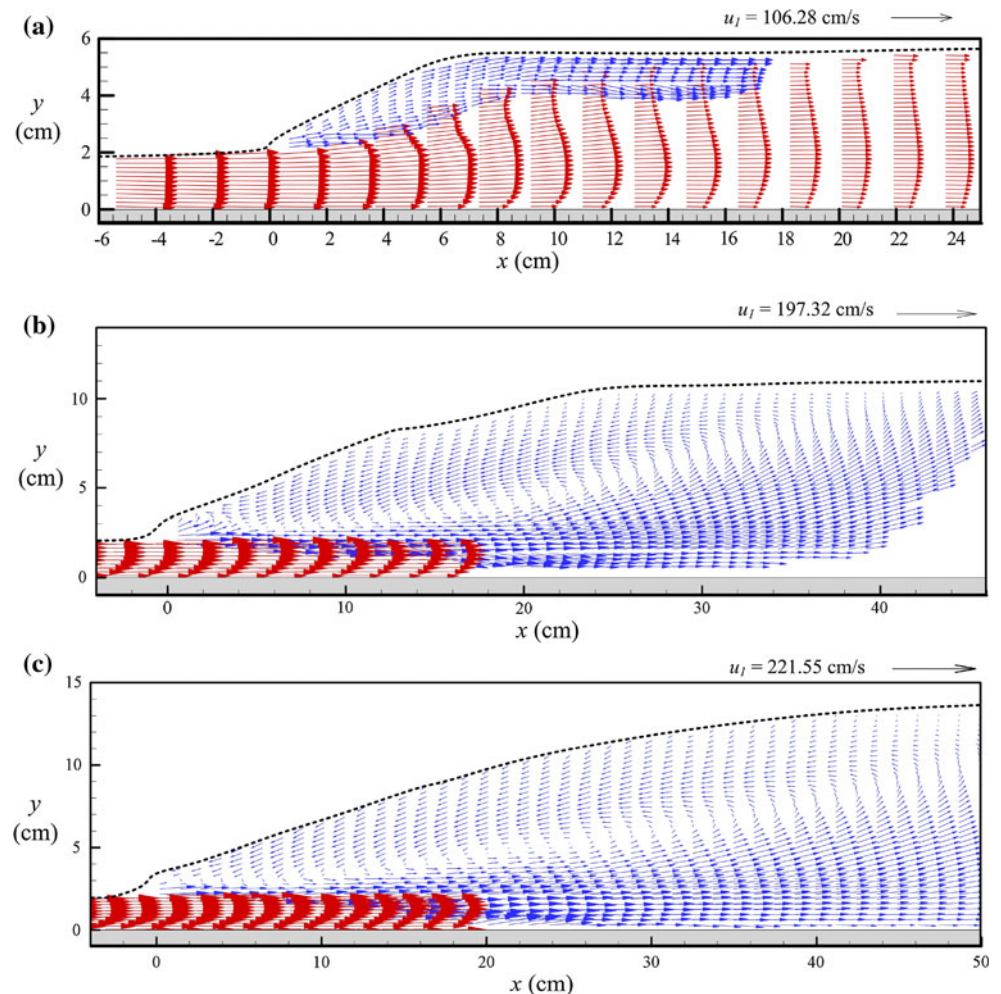 (a)
u₁ = 106.28 cm/s
6
4
2
0
y
(cm)
-6 -4 -2 0 2 4 6 8 10 12 14 16 18 20 22 24
x (cm)
(b)
u₁ = 197.32 cm/s
10
5
0
y
(cm)
0 10 20 30 40
x (cm)
(c)
u₁ = 221.55 cm/s
15
10
5
0
y
(cm)
0 10 20 30 40 50
x (cm)